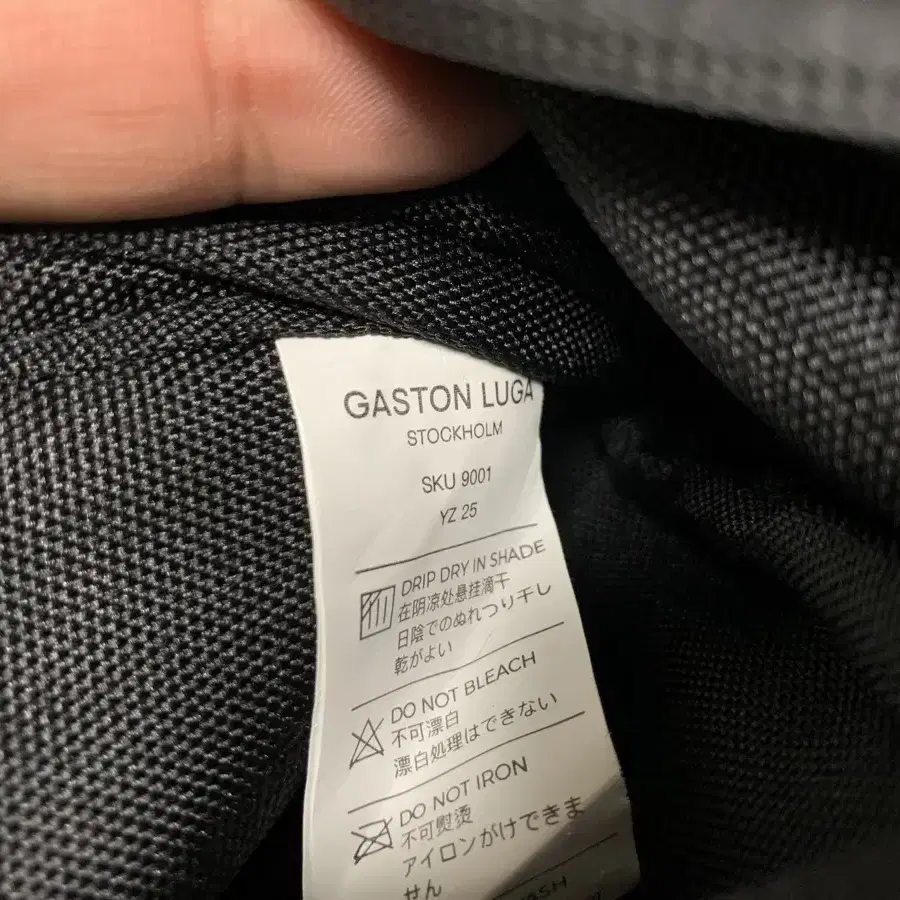 GASTON LUGA
STOCKHOLM
SKU 9001
YZ 25
DRIP DRY IN SHADE
在阴凉处悬挂滴干
日陰でのぬれつり干し
乾がよい
DO NOT BLEACH
不可漂白
漂白処理はできない
DO NOT IRON
不可熨烫
アイロンがけできま
せん